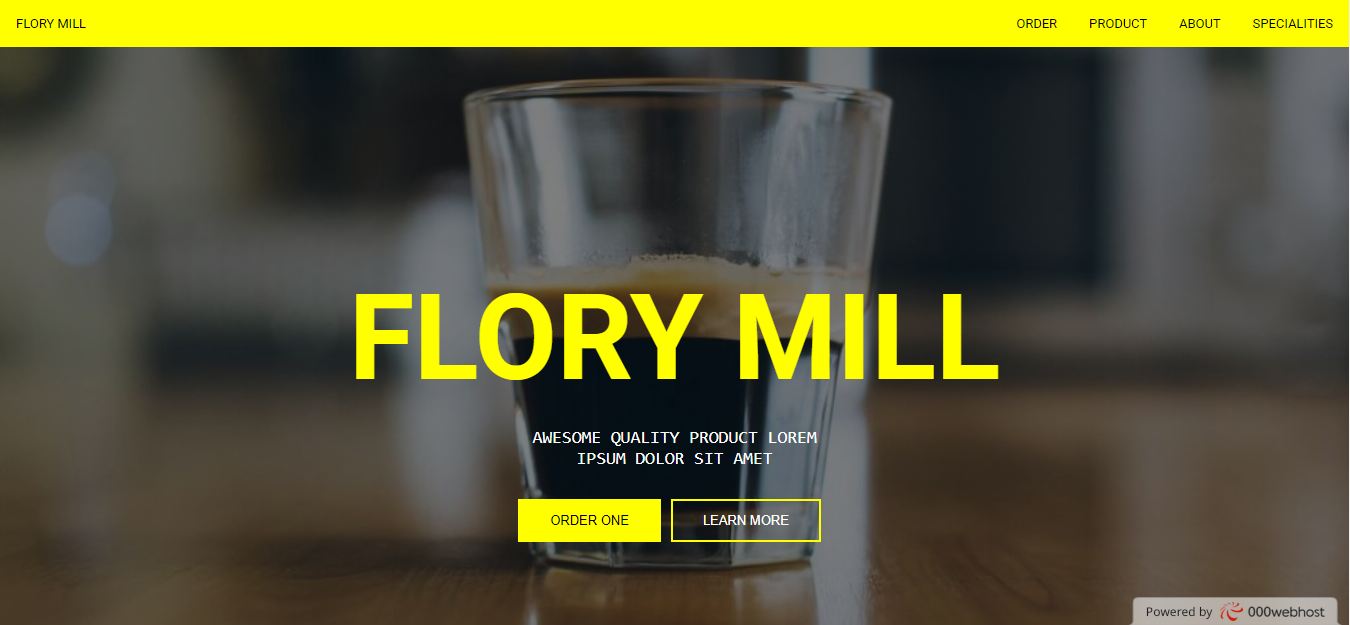 FLORY MILL
ORDER PRODUCT ABOUT SPECIALITIES
FLORY MILL
AWESOME QUALITY PRODUCT LOREM
IPSUM DOLOR SIT AMET
ORDER ONE LEARN MORE
Powered by 000webhost